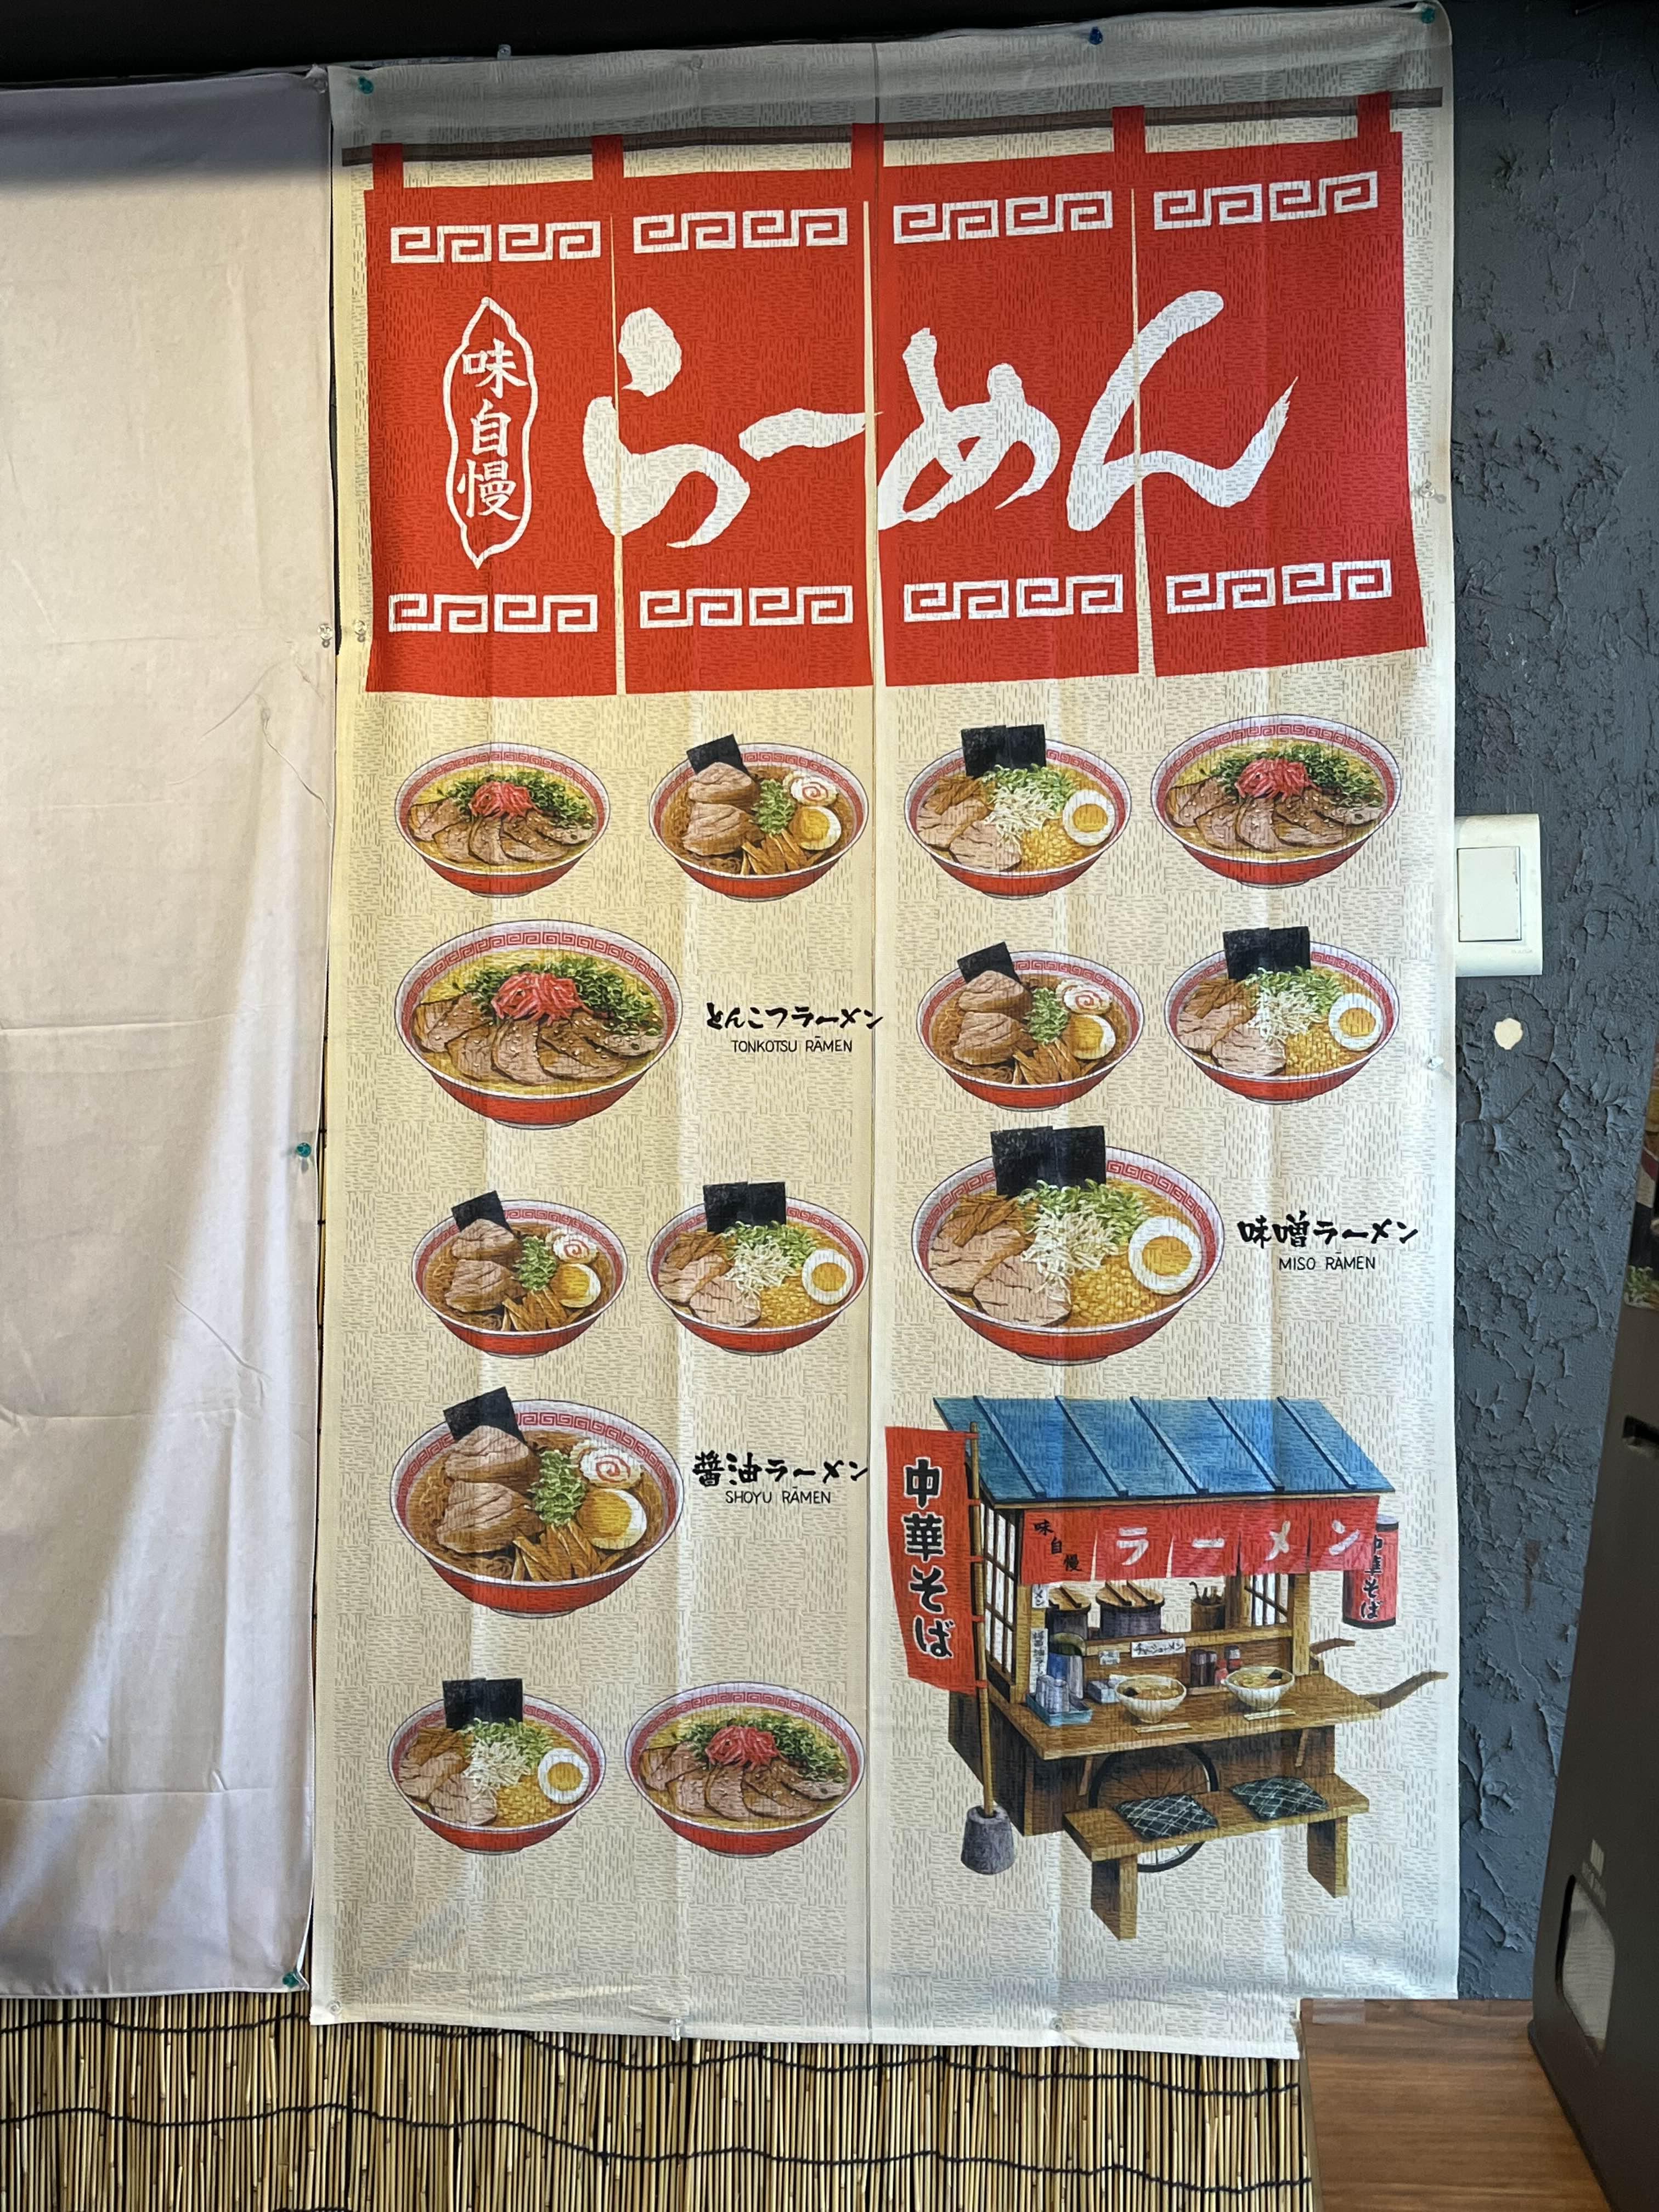 味自慢
らーめん
とんこつラーメン
TONKOTSU RĀMEN
味噌ラーメン
MISO RĀMEN
醤油ラーメン
SHOYU RĀMEN
中華そば
味自慢
ラーメン
中華そば